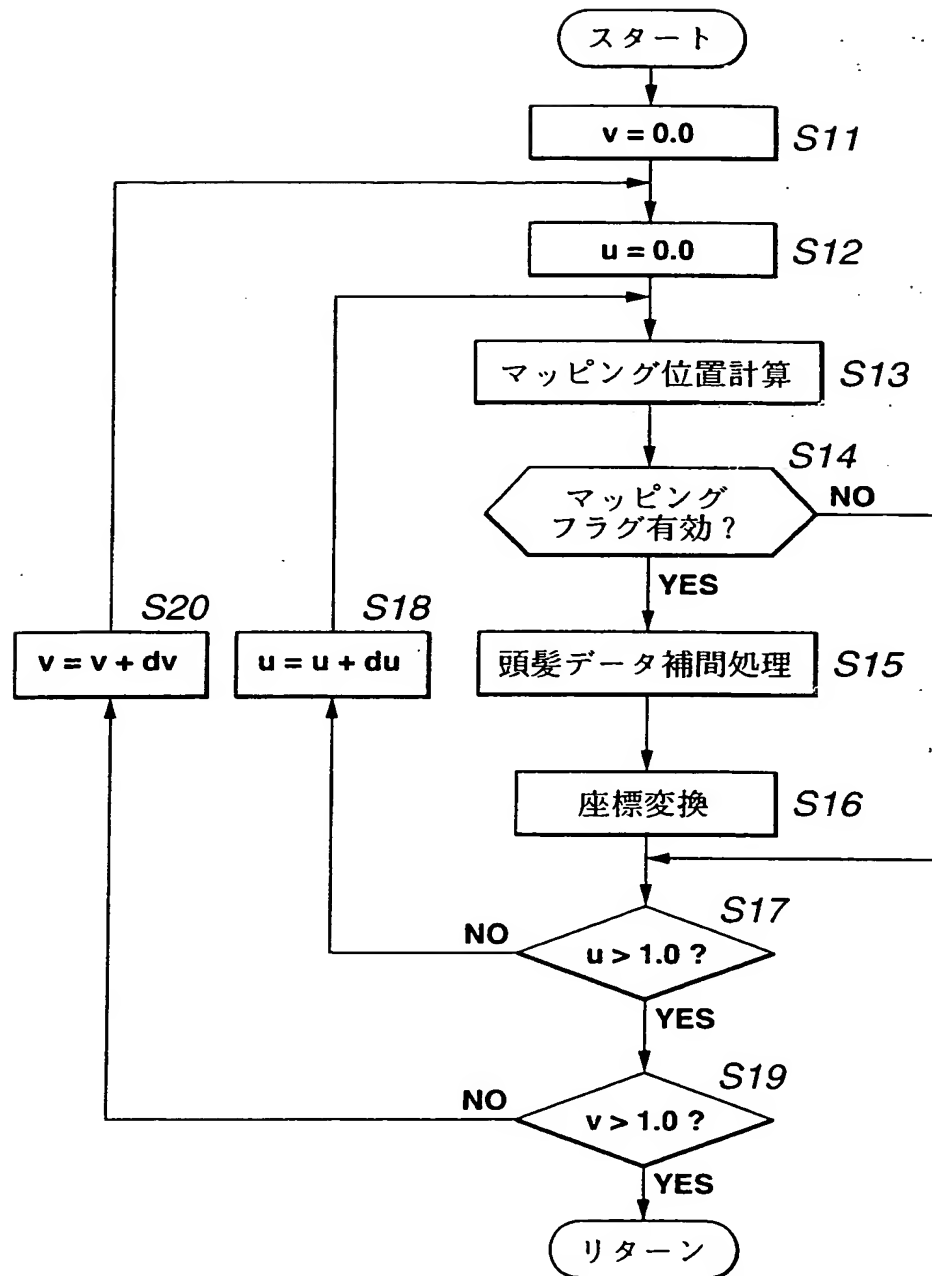 スタート
v = 0.0
S11
u = 0.0
S12
マッピング位置計算
S13
S14
マッピング
フラグ有効?
NO
YES
S20
v = v + dv
S18
u = u + du
頭髪データ補間処理
S15
座標変換
S16
S17
NO
u > 1.0 ?
YES
S19
NO
v > 1.0 ?
YES
リターン